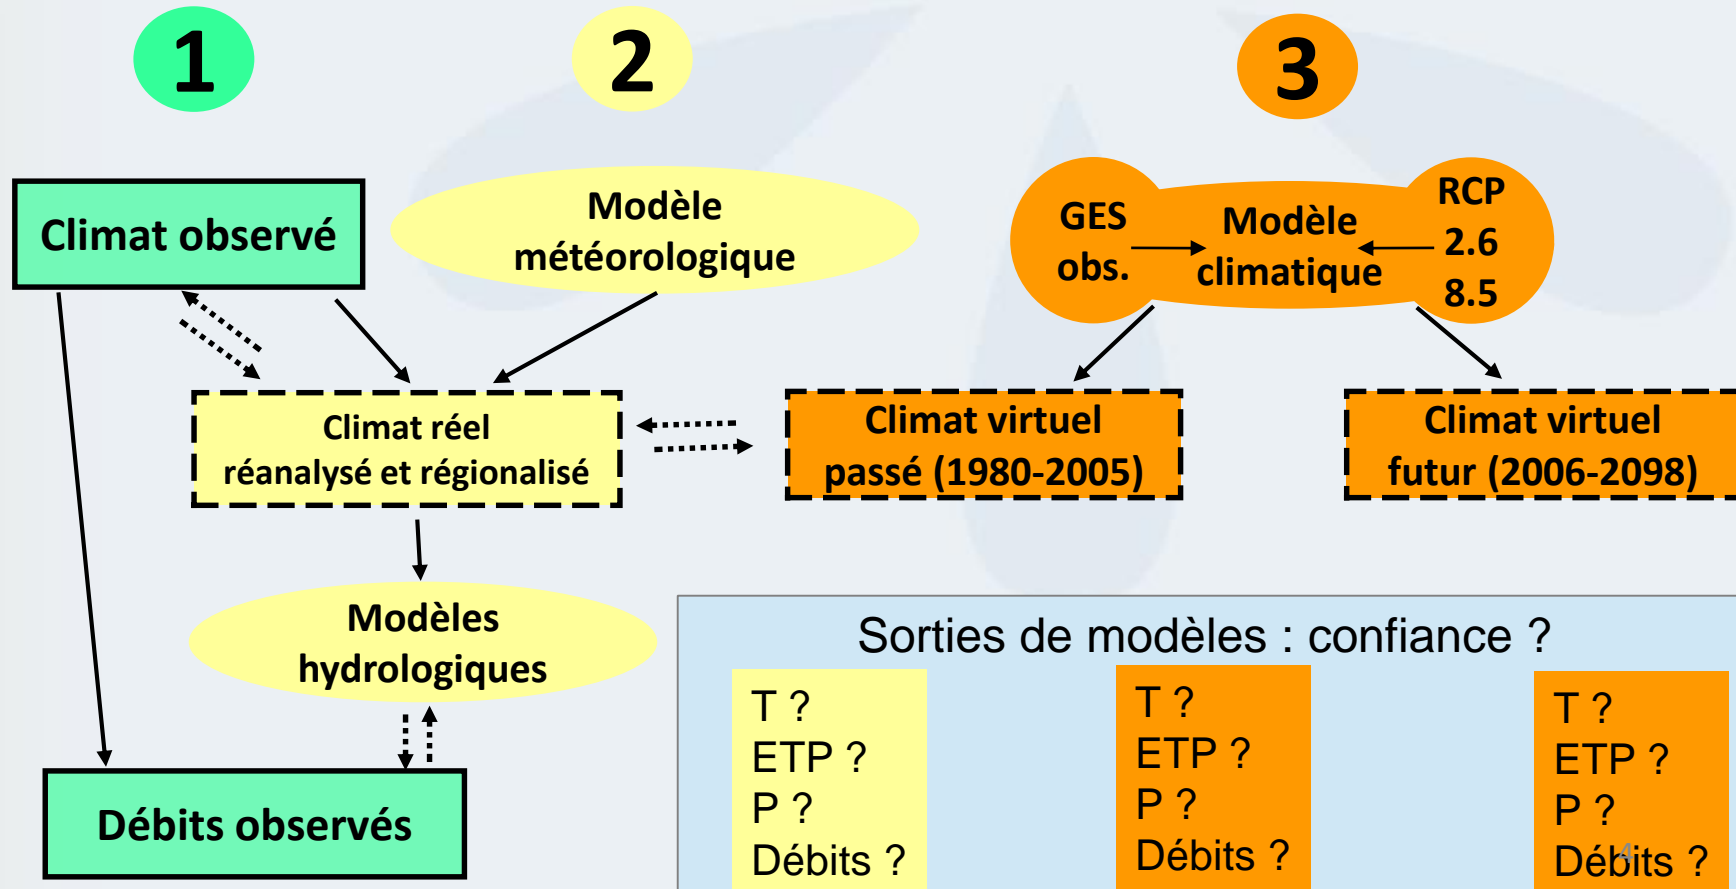 1
2
3
Climat observé
Modèle
météorologique
GES
obs.
Modèle
climatique
RCP
2.6
8.5
Climat réel
réanalysé et régionalisé
Climat virtuel
passé (1980-2005)
Climat virtuel
futur (2006-2098)
Modèles
hydrologiques
Débits observés
Sorties de modèles : confiance ?
T ?
ETP ?
P ?
Débits ?
T ?
ETP ?
P ?
Débits ?
T ?
ETP ?
P ?
Débits ?
4